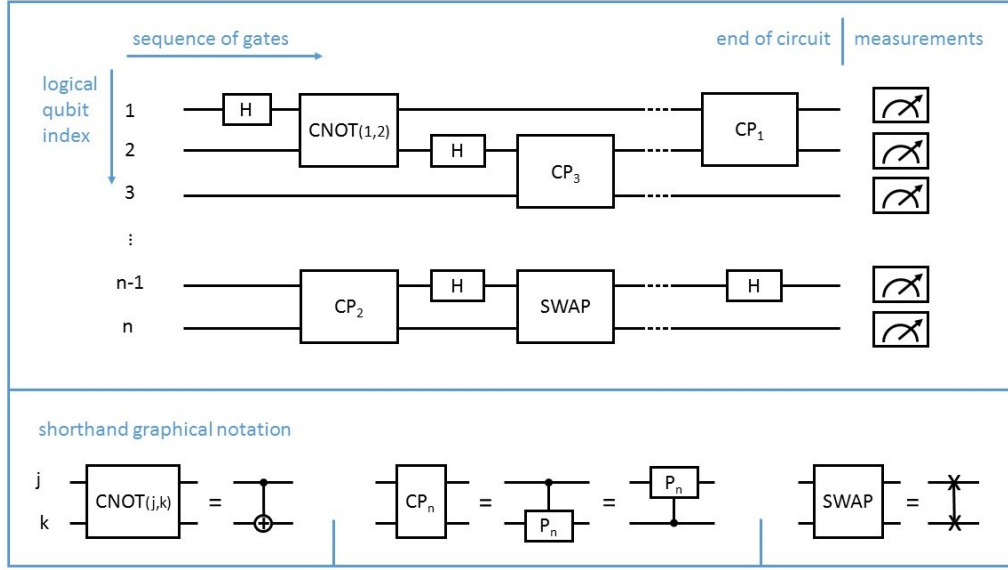 sequence of gates
end of circuit
measurements
logical
qubit
index
1
H
CNOT(1,2)
CP₁
2
H
CP₃
3
⋮
n-1
CP₂
H
SWAP
H
n
shorthand graphical notation
j
k
CNOT(j,k)
=
CPₙ
=
Pₙ
=
Pₙ
SWAP
=